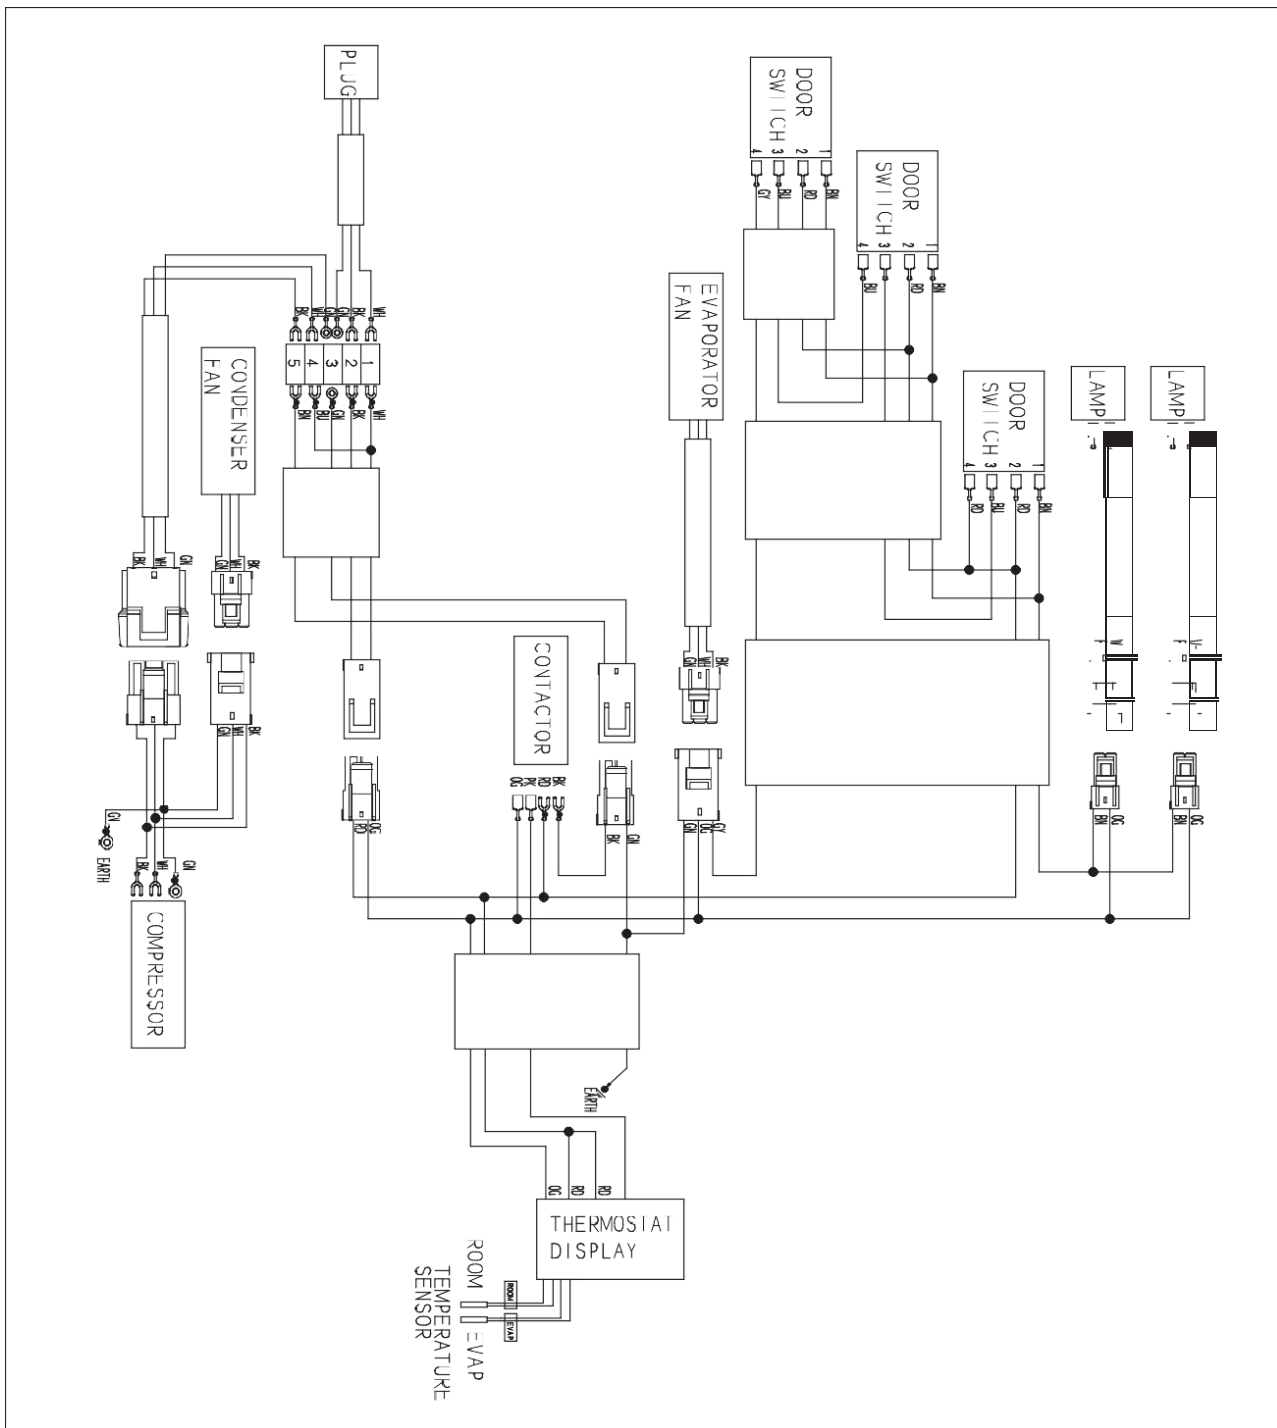 PLUG
DOOR
SWITCH
4 3 2 1
GY BU RD BN
DOOR
SWITCH
4 3 2 1
BU RD BN
EVAPORATOR
FAN
BK WH GN GN BK WH
5 4 3 2 1
BN BU GN BK WH
CONDENSER
FAN
DOOR
SWITCH
4 3 2 1
RD BU RD BN
LAMP
LAMP
BK WH GN
GN WH BK
GN WH BK
GN WH BK
CONTACTOR
OG PK RD BK
RD OG
BK GN
GN OG GY
BN OG
BN OG
GN
EARTH
BK WH GN
COMPRESSOR
EARTH
OG RD RD
THERMOSTAT
DISPLAY
ROOM
EVAP
ROOM
EVAP
TEMPERATURE
SENSOR